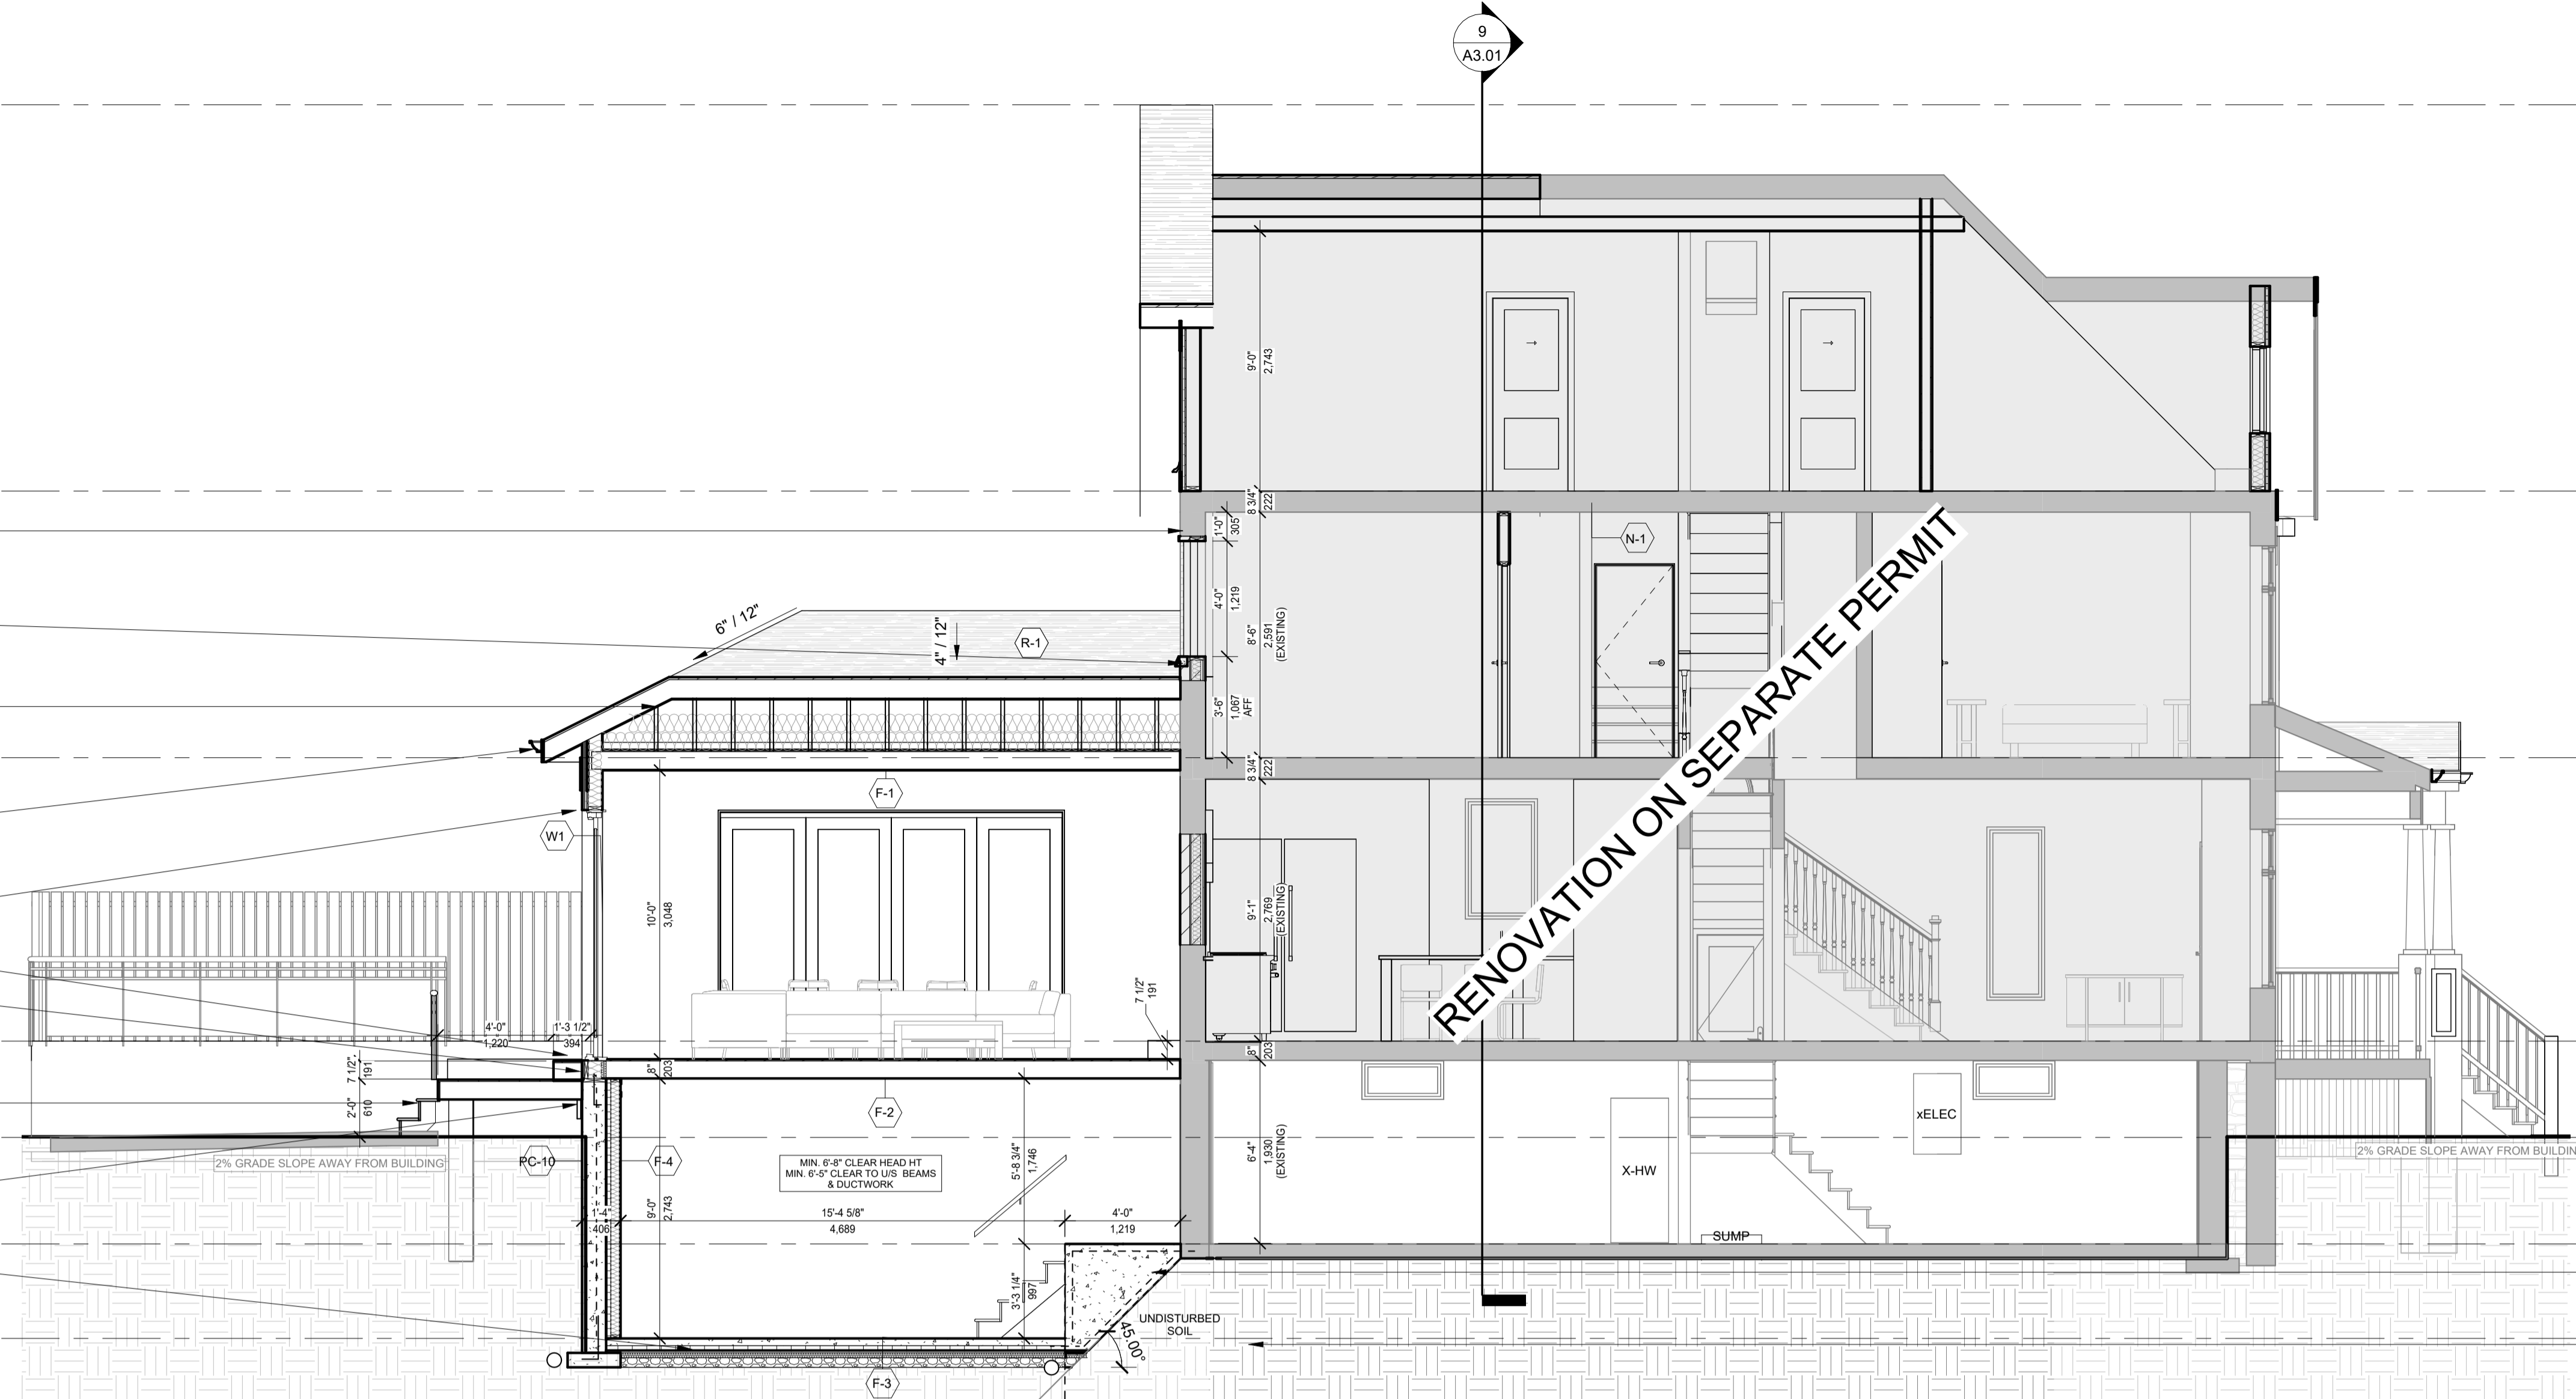 9
A3.01
9'-0"
2,743
8 3/4"
222
1'-0"
305
N-1
4'-0"
1,219
8'-6"
2,591
(EXISTING)
6" / 12"
4" / 12"
R-1
3'-6"
1,067
AFF
RENOVATION ON SEPARATE PERMIT
8 3/4"
222
F-1
W1
10'-0"
3,048
9'-1"
2,769
(EXISTING)
7 1/2"
191
4'-0"
1,220
1'-3 1/2"
394
8"
203
8"
203
7 1/2"
191
2'-0"
610
F-2
xELEC
2% GRADE SLOPE AWAY FROM BUILDING
PC-10
F-4
MIN. 6'-8" CLEAR HEAD HT
MIN. 6'-5" CLEAR TO U/S BEAMS
& DUCTWORK
5'-8 3/4"
1,746
6'-4"
1,930
(EXISTING)
X-HW
2% GRADE SLOPE AWAY FROM BUILDIN
9'-0"
2,743
1'-4"
406
15'-4 5/8"
4,689
4'-0"
1,219
SUMP
3'-3 1/4"
997
UNDISTURBED
SOIL
45.00°
F-3